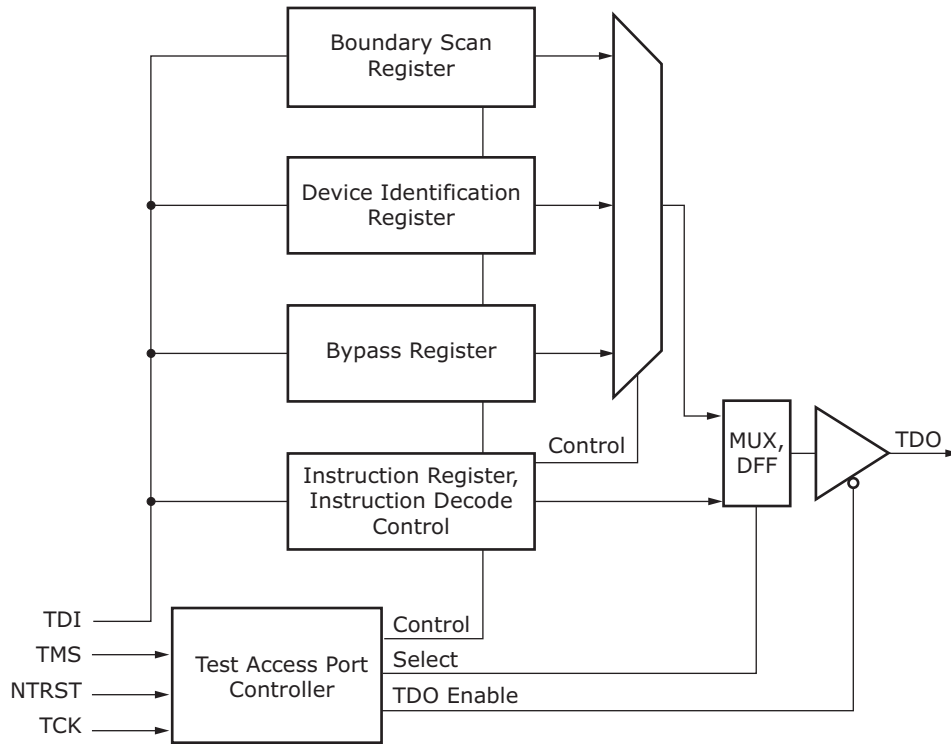 Boundary Scan
Register
Device Identification
Register
Bypass Register
Control
MUX,
DFF
TDO
Instruction Register,
Instruction Decode
Control
TDI
TMS
NTRST
TCK
Test Access Port
Controller
Control
Select
TDO Enable